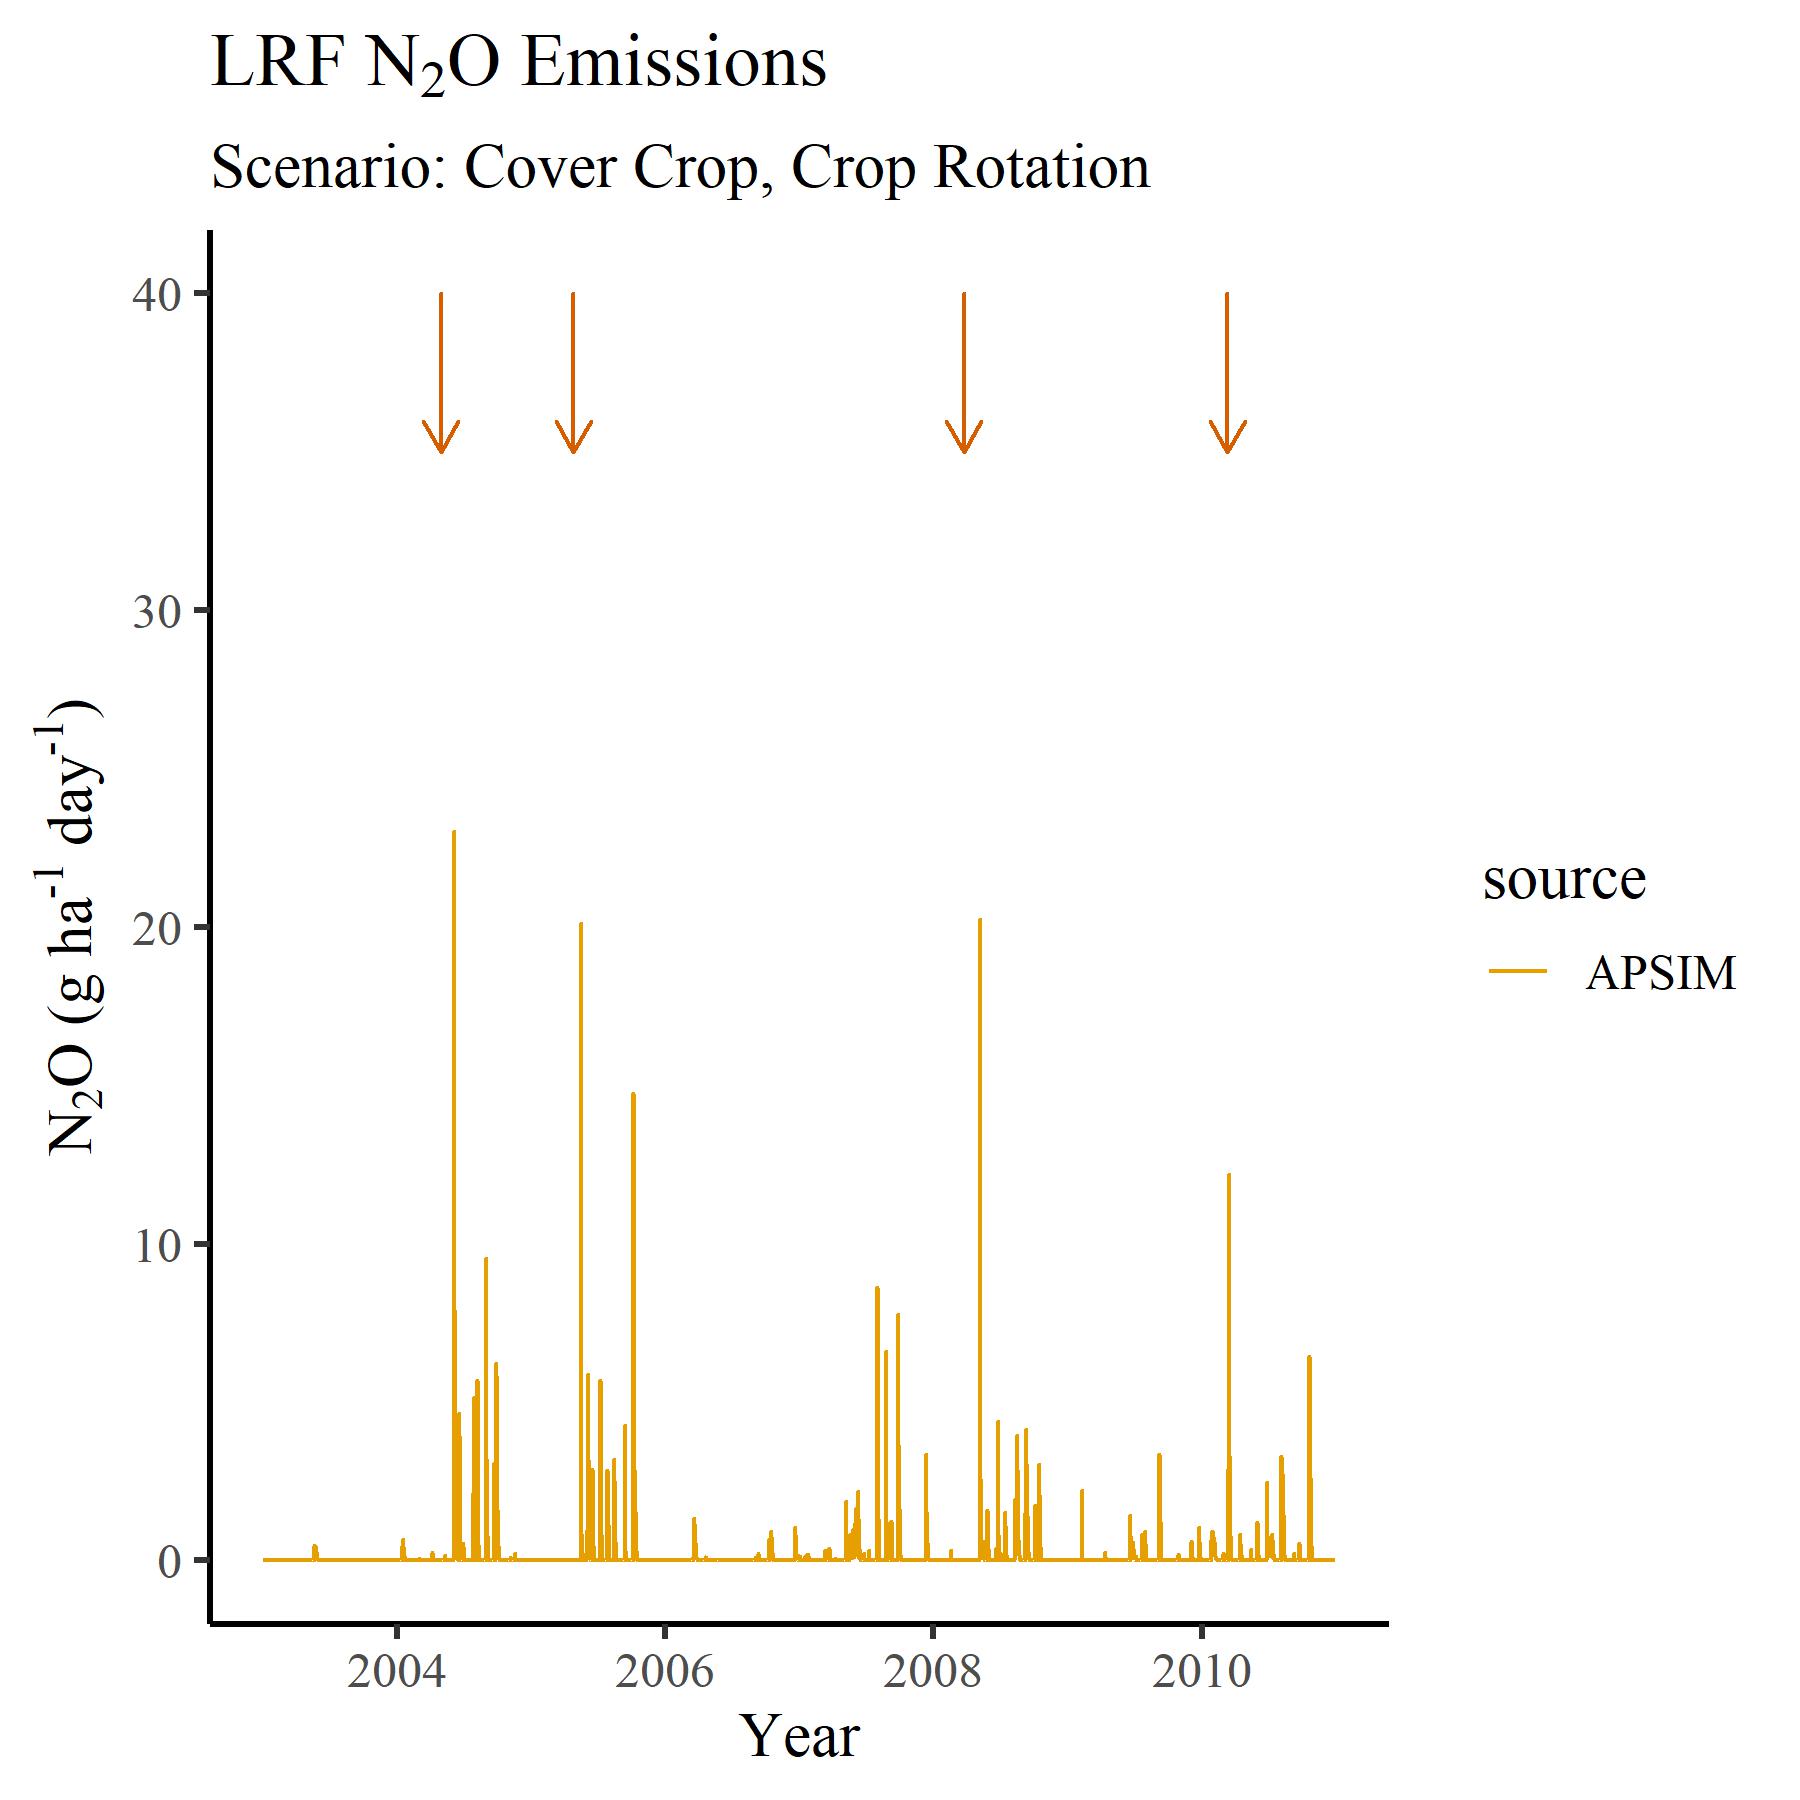 LRF N₂O Emissions
Scenario: Cover Crop, Crop Rotation
N₂O (g ha⁻¹ day⁻¹)
40
30
20
10
0
2004 2006 2008 2010
Year
source
APSIM